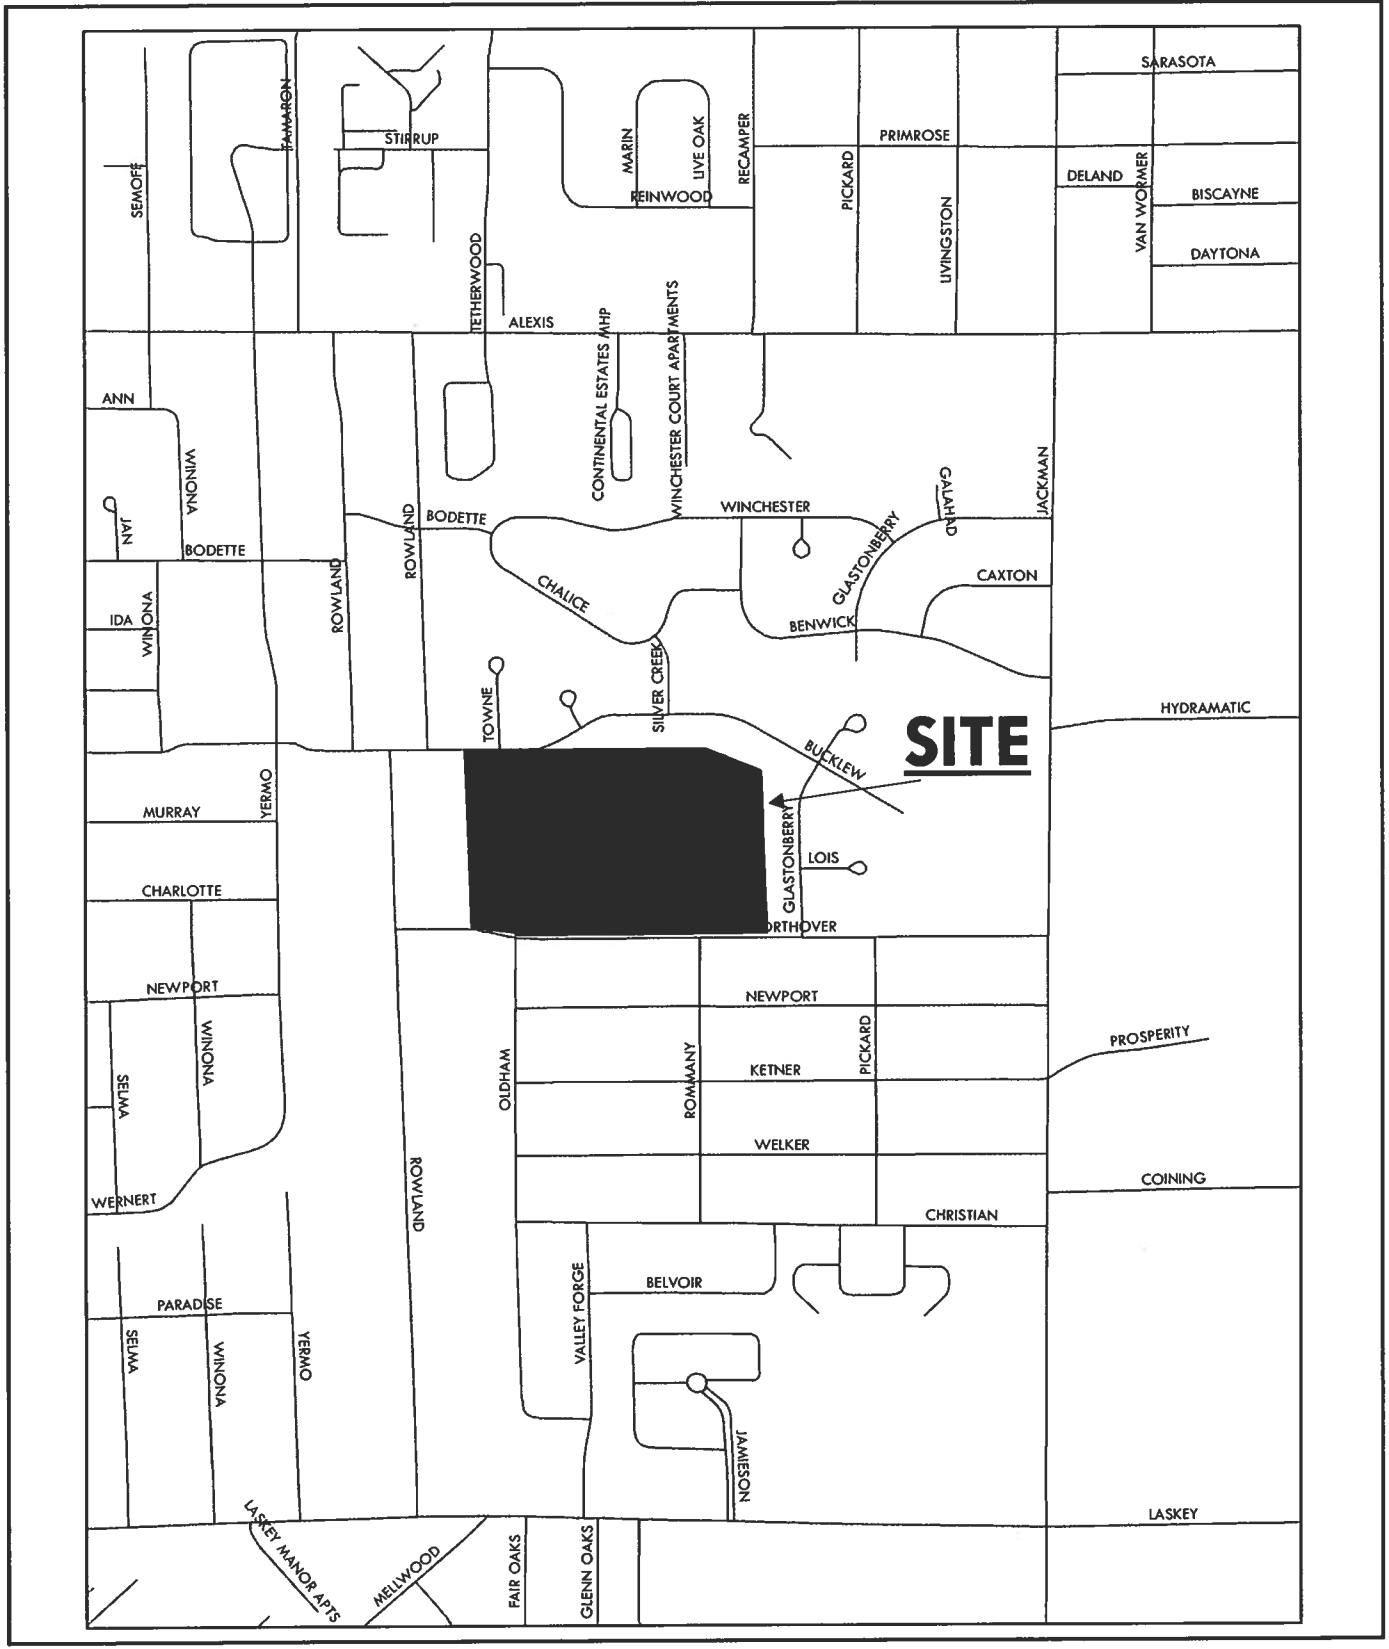 SARASOTA
TAMARON
STIRRUP
MARIN
LIVE OAK
RECAMPER
PRIMROSE
PICKARD
DELAND
VAN WORMER
BISCAYNE
SEMOFF
REINWOOD
LIVINGSTON
DAYTONA
TETHERWOOD
ALEXIS
CONTINENTAL ESTATES MHP
WINCHESTER COURT APARTMENTS
ANN
WINONA
JAN
BODETTE
ROWLAND
ROWLAND
BODETTE
WINCHESTER
GALAHAD
JACKMAN
GLASTONBERRY
CHALICE
CAXTON
IDA
WINONA
BENWICK
SILVER CREEK
TOWNE
HYDRAMATIC
SITE
BUCKLEW
YERMO
MURRAY
GLASTONBERRY
LOIS
CHARLOTTE
ORTHOVER
NEWPORT
NEWPORT
WINONA
SELMA
OLDHAM
ROMMANY
PICKARD
KETNER
PROSPERITY
WELKER
WERNERT
ROWLAND
COINING
CHRISTIAN
VALLEY FORGE
BELVOIR
PARADISE
SELMA
WINONA
YERMO
JAMIESON
LASKEY
LASKEY MANOR APTS
MELLWOOD
FAIR OAKS
GLENN OAKS